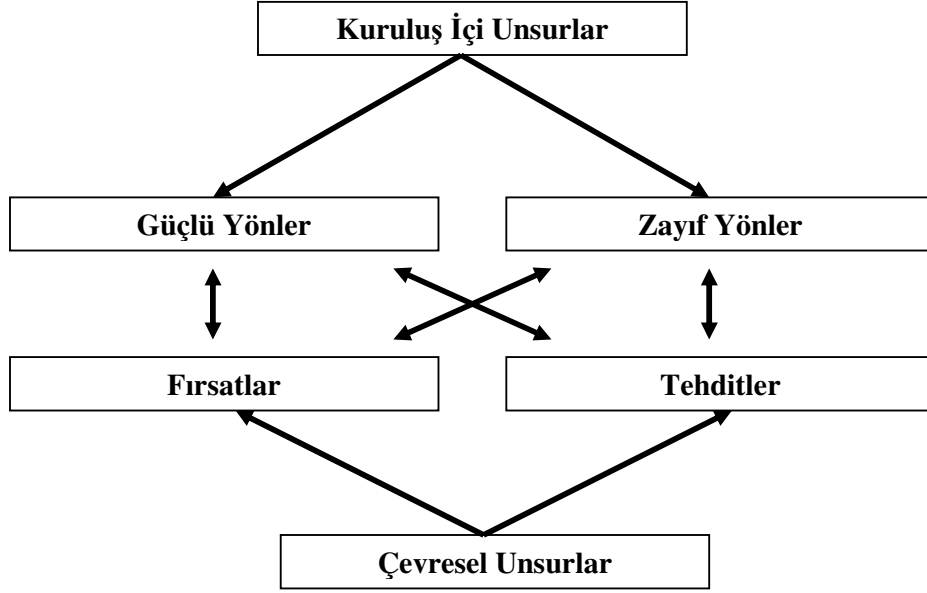 Kuruluş İçi Unsurlar
Güçlü Yönler
Zayıf Yönler
Fırsatlar
Tehditler
Çevresel Unsurlar